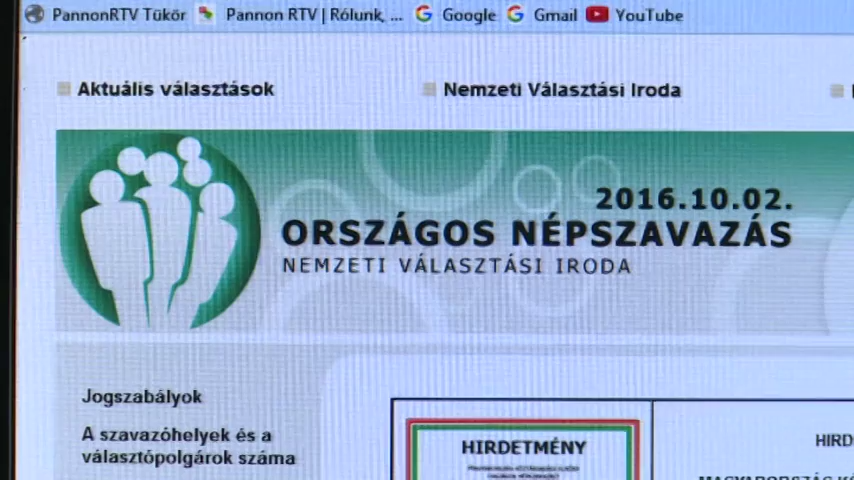 PannonRTV Tükör
Pannon RTV | Rólunk, ...
Google
Gmail
YouTube
Aktuális választások
Nemzeti Választási Iroda
2016.10.02.
ORSZÁGOS NÉPSZAVAZÁS
NEMZETI VÁLASZTÁSI IRODA
Jogszabályok
A szavazóhelyek és a
választópolgárok száma
HIRDETMÉNY
HIRD